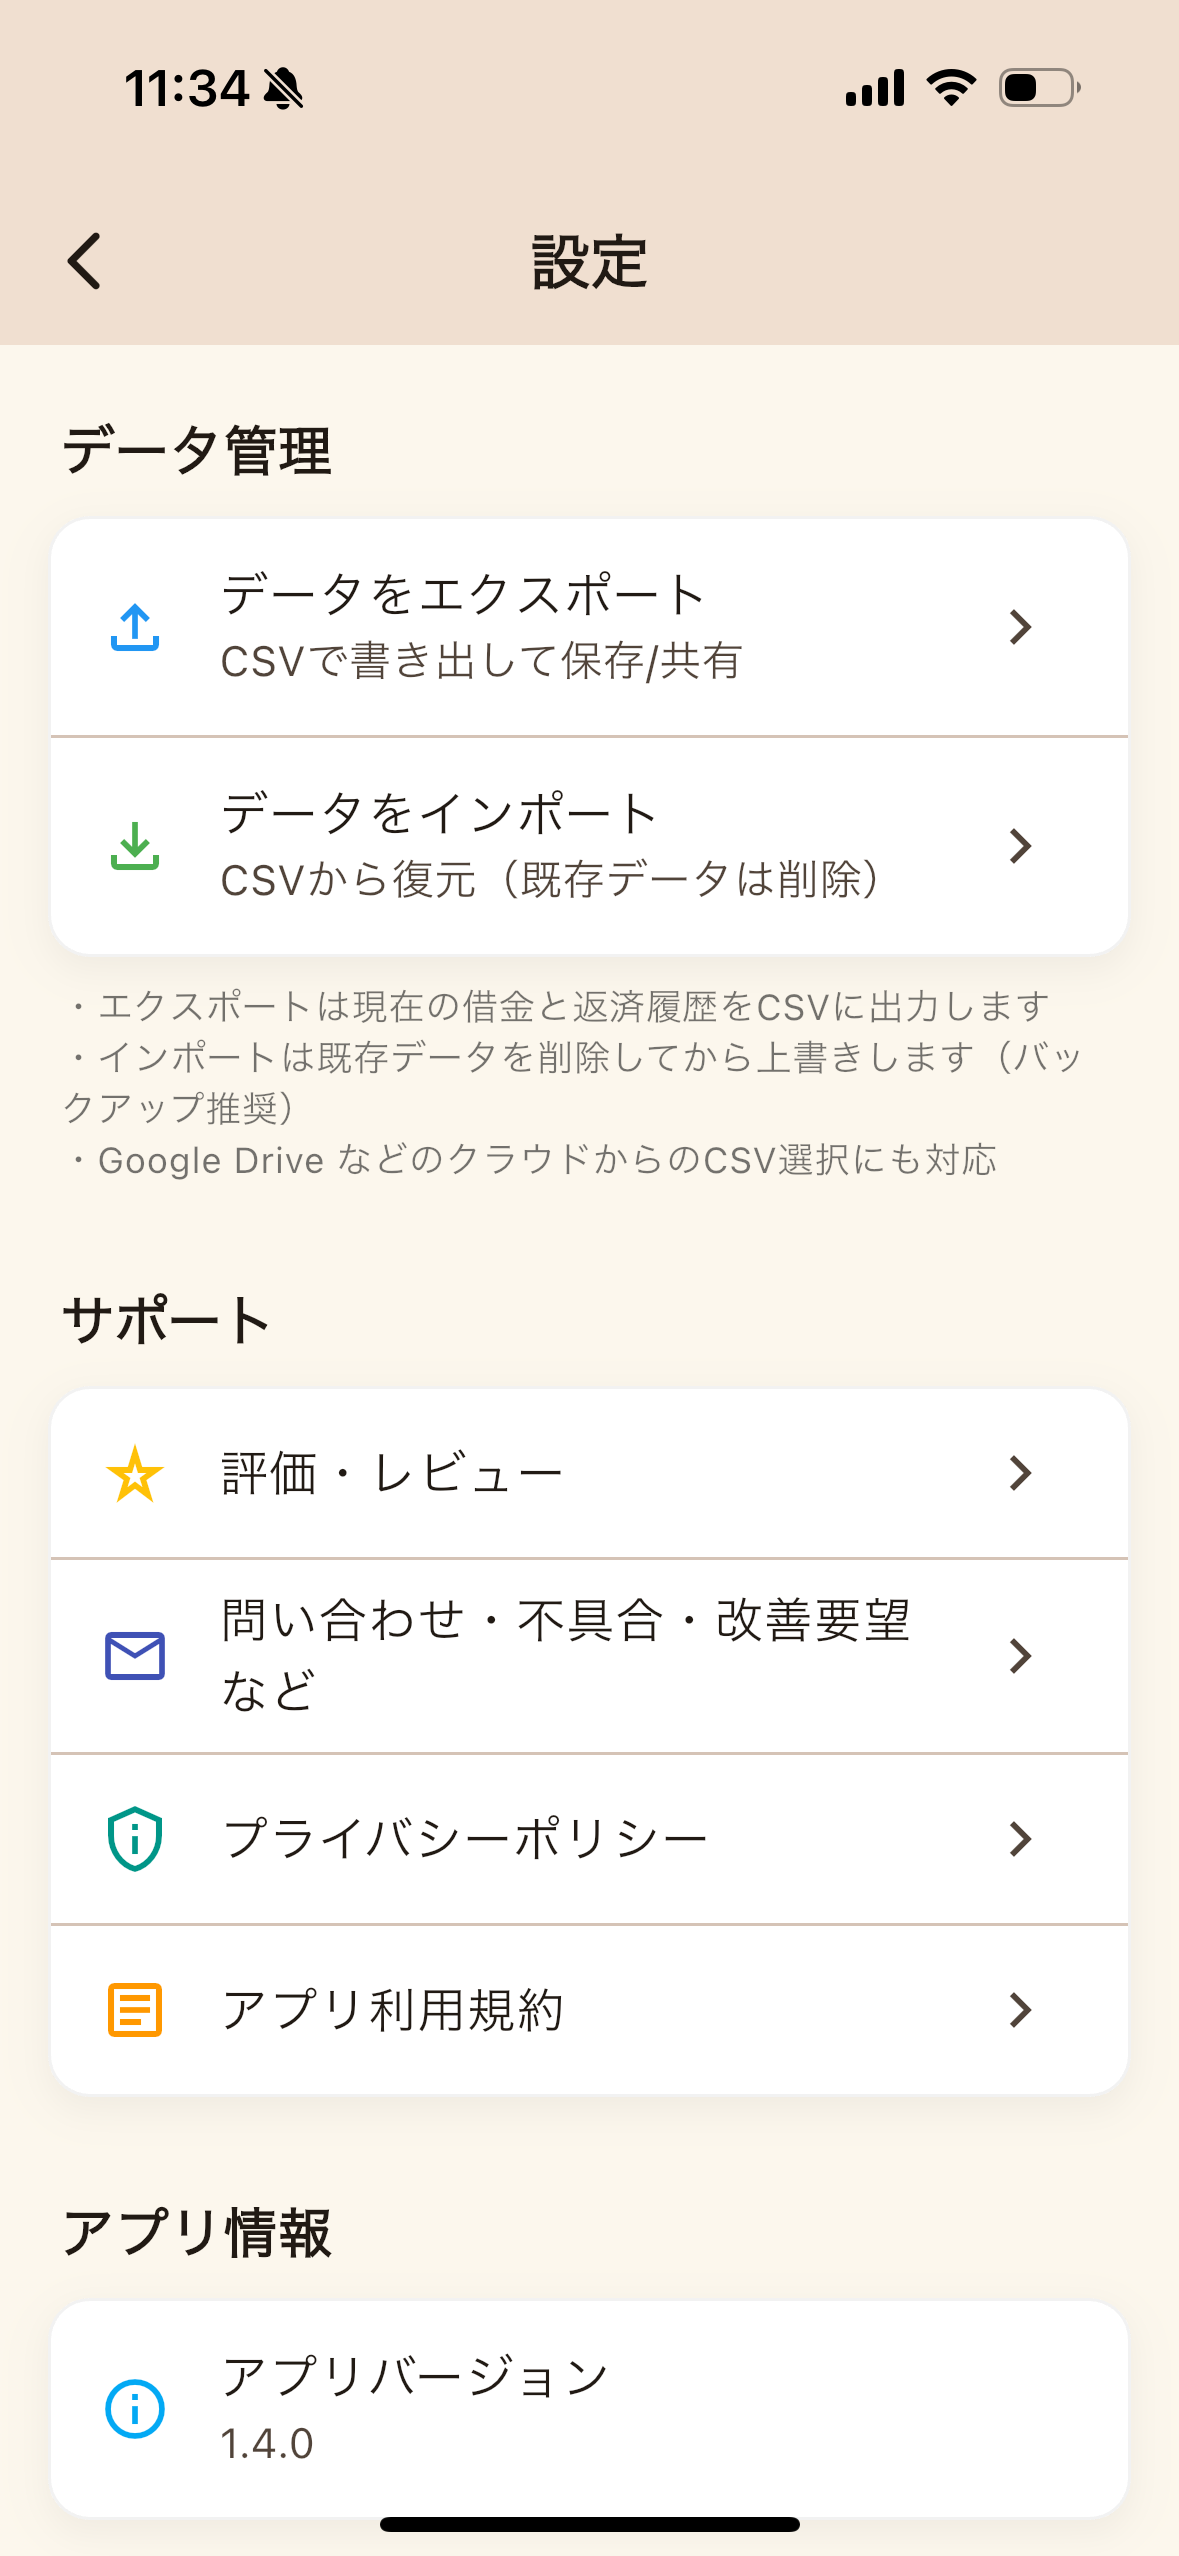 11:34
設定
データ管理
データをエクスポート
CSVで書き出して保存/共有
データをインポート
CSVから復元（既存データは削除）
・エクスポートは現在の借金と返済履歴をCSVに出力します
・インポートは既存データを削除してから上書きします（バッ
クアップ推奨）
・Google Drive などのクラウドからのCSV選択にも対応
サポート
評価・レビュー
問い合わせ・不具合・改善要望
など
プライバシーポリシー
アプリ利用規約
アプリ情報
アプリバージョン
1.4.0